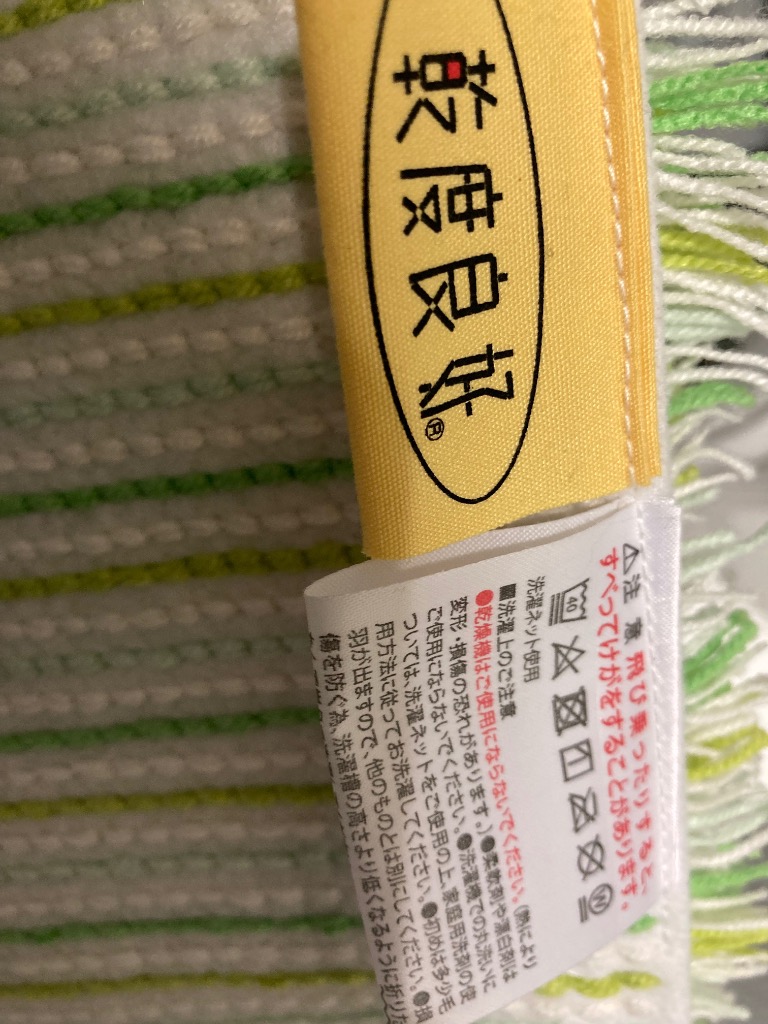 乾度良好®
⚠注意 飛び乗ったりすると、
すべってけがをすることがあります。
40
W
洗濯ネット使用
■洗濯上のご注意
●乾燥機はご使用にならないでください。(熱により
変形・損傷の恐れがあります。)●柔軟剤や漂白剤は
ご使用にならないでください。●洗濯機での丸洗いに
ついては、洗濯ネットをご使用の上、家庭用洗剤の使
用方法に従ってお洗濯してください。●初めは多少毛
羽が出ますので、他のものとは別にしてください。●損
傷を防ぐ為、洗濯槽の高さより低くなるように折りな